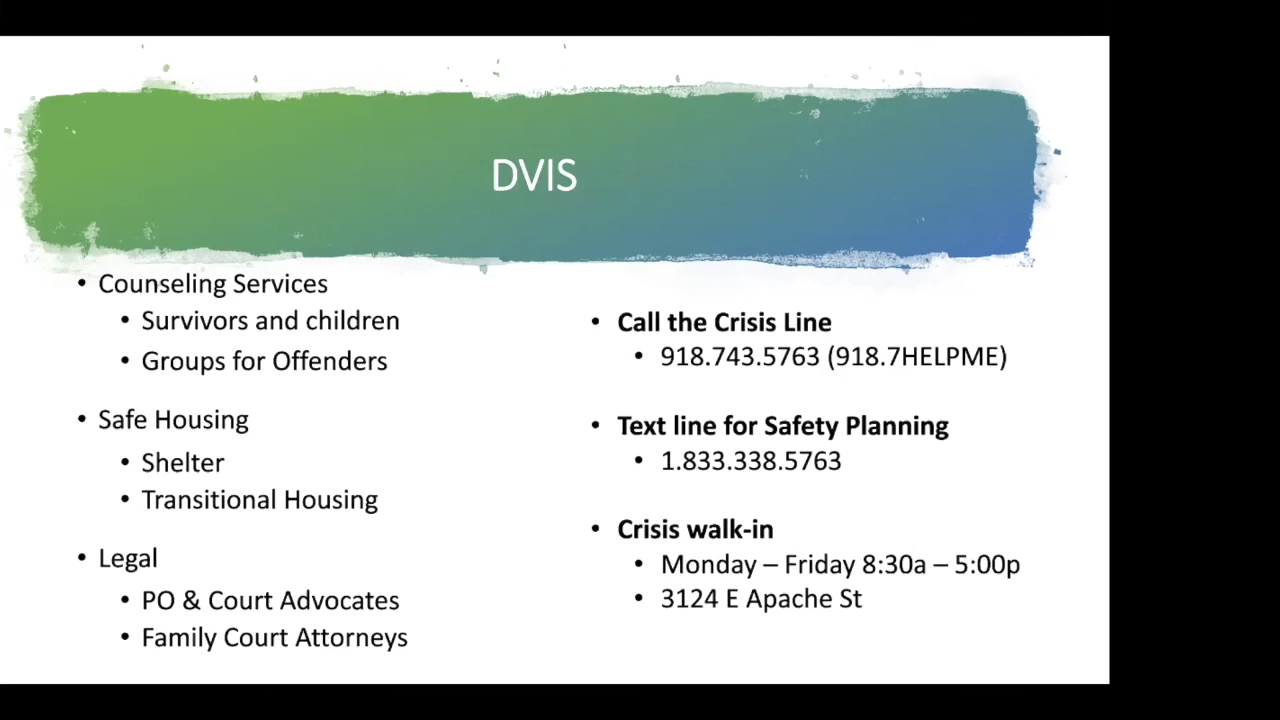 DVIS
• Counseling Services
• Survivors and children
• Groups for Offenders
• Safe Housing
• Shelter
• Transitional Housing
• Legal
• PO & Court Advocates
• Family Court Attorneys
• Call the Crisis Line
• 918.743.5763 (918.7HELPME)
• Text line for Safety Planning
• 1.833.338.5763
• Crisis walk-in
• Monday – Friday 8:30a – 5:00p
• 3124 E Apache St